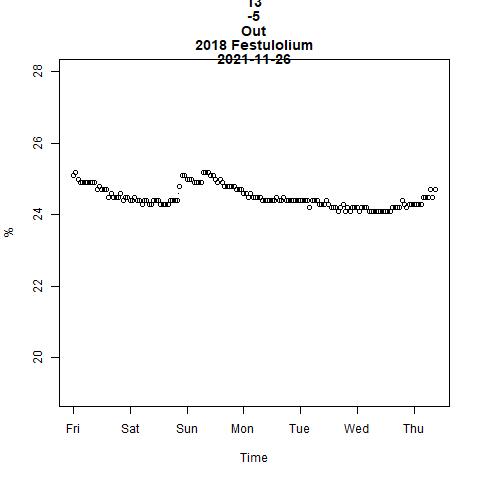 13
-5
Out
2018 Festulolium
2021-11-26
28
26
24
22
20
%
Fri
Sat
Sun
Mon
Tue
Wed
Thu
Time